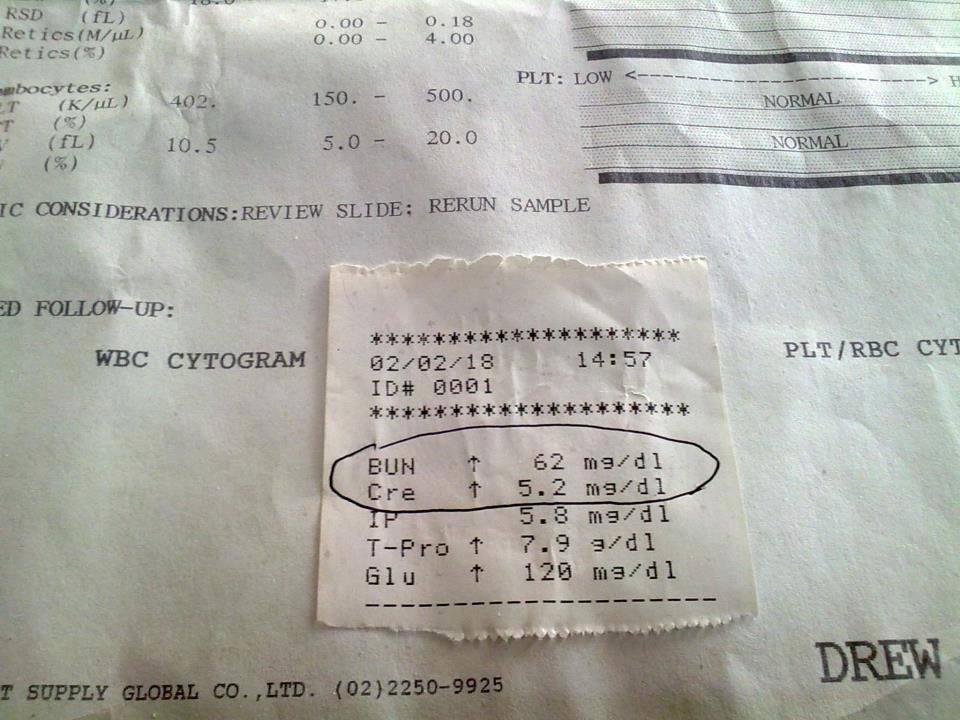 RSD (fL) 0.00 - 0.18
Retics(M/µL) 0.00 - 4.00
Retics(%)
PLT: LOW <------------------------------>
(K/µL) 402. 150. - 500. NORMAL
(%)
(fL) 10.5 5.0 - 20.0 NORMAL
(%)
CONSIDERATIONS:REVIEW SLIDE; RERUN SAMPLE
FOLLOW-UP:
WBC CYTOGRAM
PLT/RBC
********************
02/02/18 14:57
ID# 0001
********************
BUN ↑ 62 mg/dl
Cre ↑ 5.2 mg/dl
IP 5.8 mg/dl
T-Pro ↑ 7.9 g/dl
Glu ↑ 120 mg/dl
----------------------
SUPPLY GLOBAL CO.,LTD. (02)2250-9925
DREW